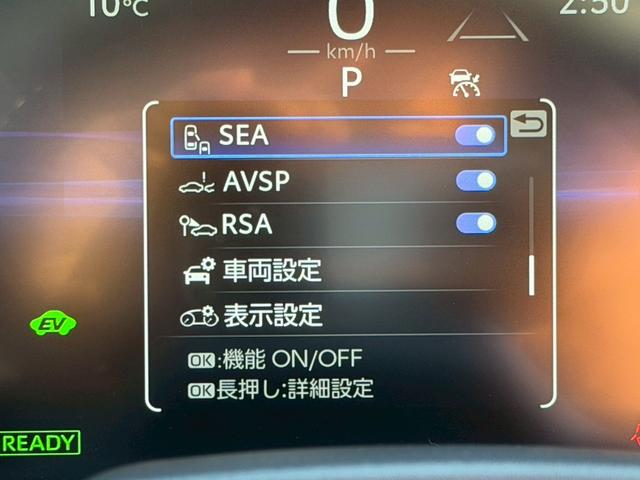 10°C
0
2:50
km/h
P
SEA
AVSP
RSA
車両設定
表示設定
OK:機能 ON/OFF
OK長押し:詳細設定
EV
READY